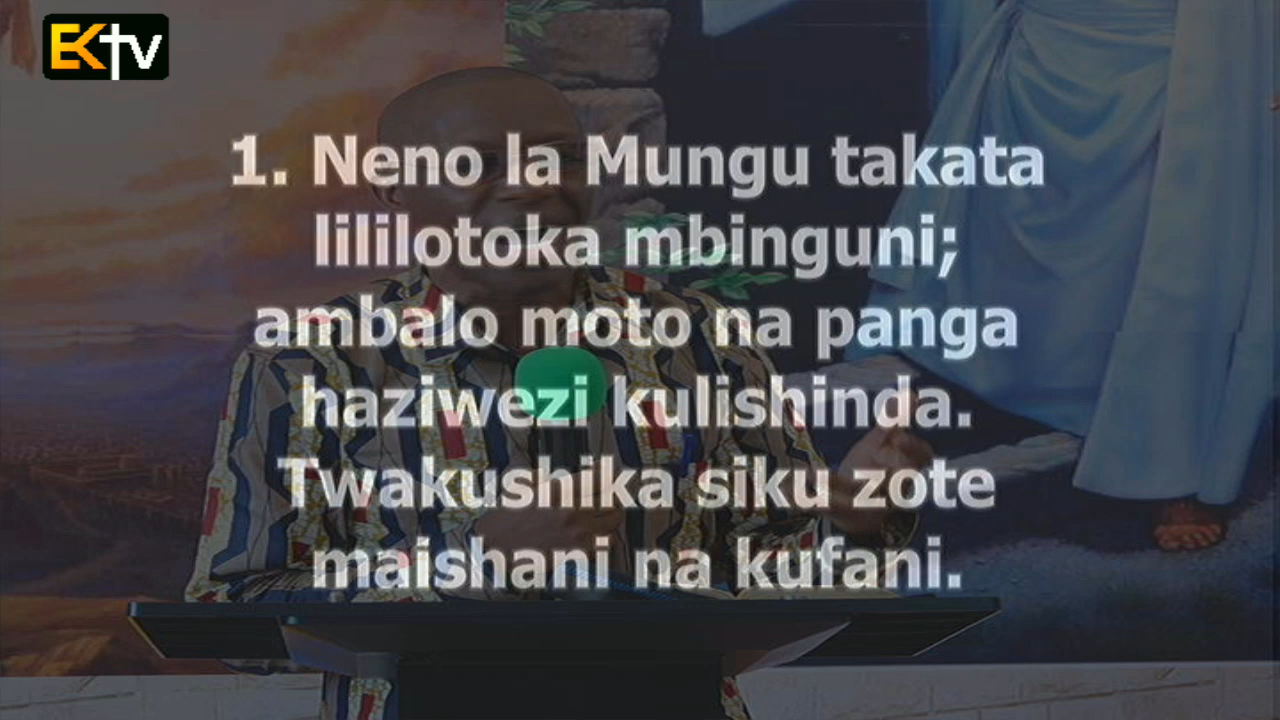 EKtv
1. Neno la Mungu takata
lililotoka mbinguni;
ambalo moto na panga
haziwezi kulishinda.
Twakushika siku zote
maishani na kufani.